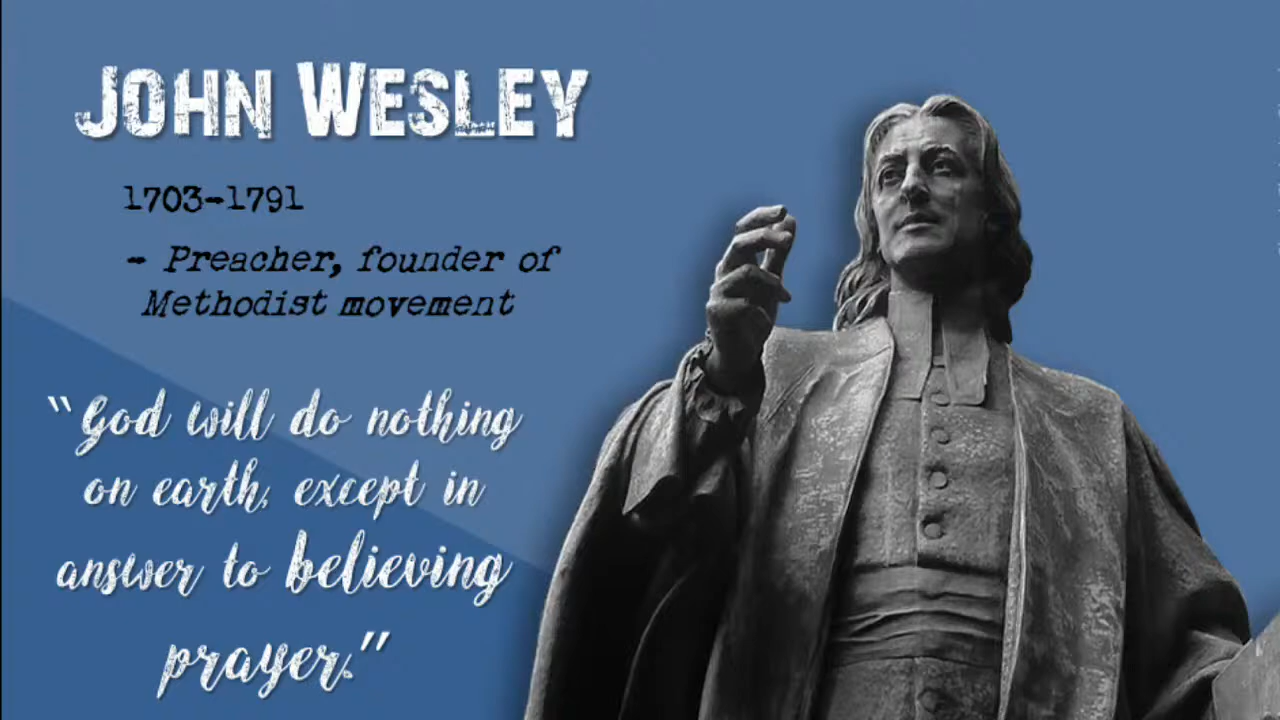 JOHN WESLEY
1703-1791
- Preacher, founder of
Methodist movement
"God will do nothing
on earth, except in
answer to believing
prayer."